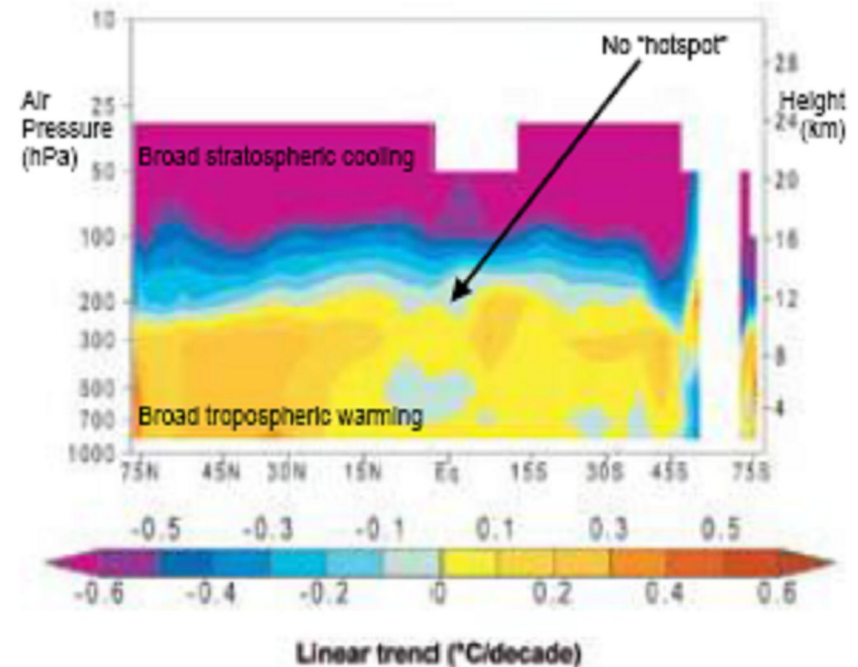 10
No "hotspot"
28
Air
Pressure
(hPa)
25
Height
(km)
24
Broad stratospheric cooling
50
20
100
16
200
12
300
8
500
700
4
Broad tropospheric warming
1000
75N 45N 30N 15N Eq 15S 30S 45S 75S
-0.5 -0.3 -0.1 0.1 0.3 0.5
-0.6 -0.4 -0.2 0 0.2 0.4 0.6
Linear trend (°C/decade)